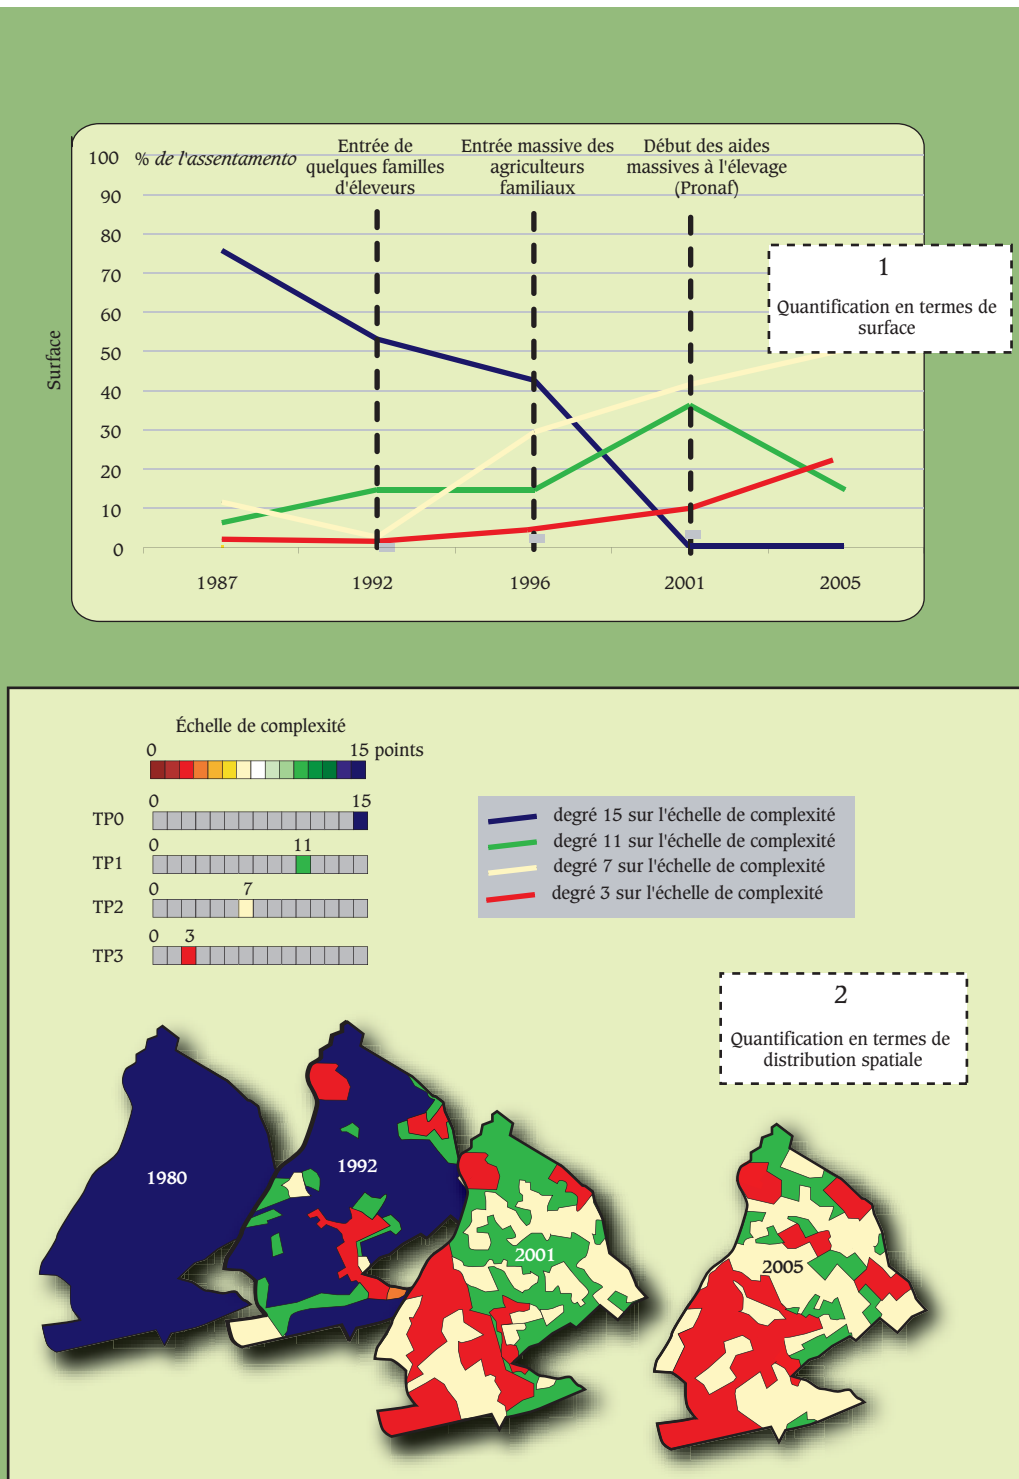 Entrée de
quelques familles
d'éleveurs
Entrée massive des
agriculteurs
familiaux
Début des aides
massives à l'élevage
(Pronaf)
% de l'assentamento
100
90
80
70
60
50
40
30
20
10
0
Surface
1987
1992
1996
2001
2005
1
Quantification en termes de
surface
Échelle de complexité
0 15 points
0 15
TP0
0 11
TP1
0 7
TP2
0 3
TP3
degré 15 sur l'échelle de complexité
degré 11 sur l'échelle de complexité
degré 7 sur l'échelle de complexité
degré 3 sur l'échelle de complexité
2
Quantification en termes de
distribution spatiale
1980
1992
2001
2005